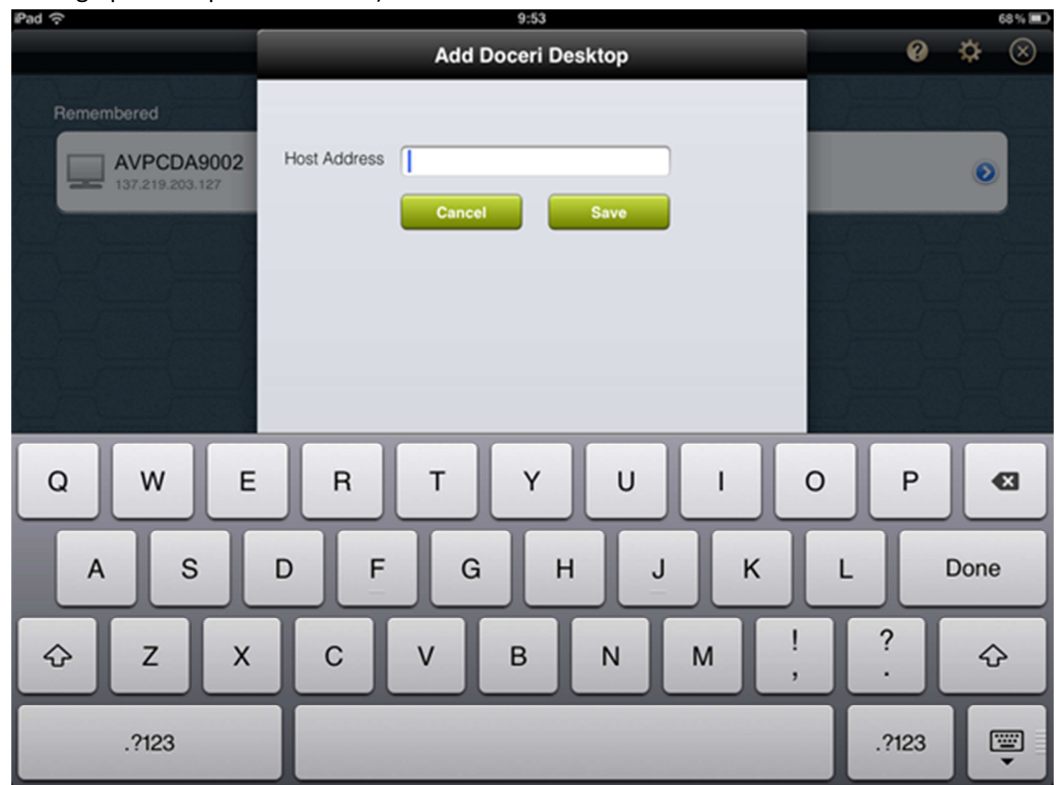 iPad 9:53 68%
Add Doceri Desktop
Remembered
AVPCDA9002
137.219.203.127
Host Address
Cancel Save
Q W E R T Y U I O P
A S D F G H J K L Done
Z X C V B N M ! , ? .
.?123 .?123